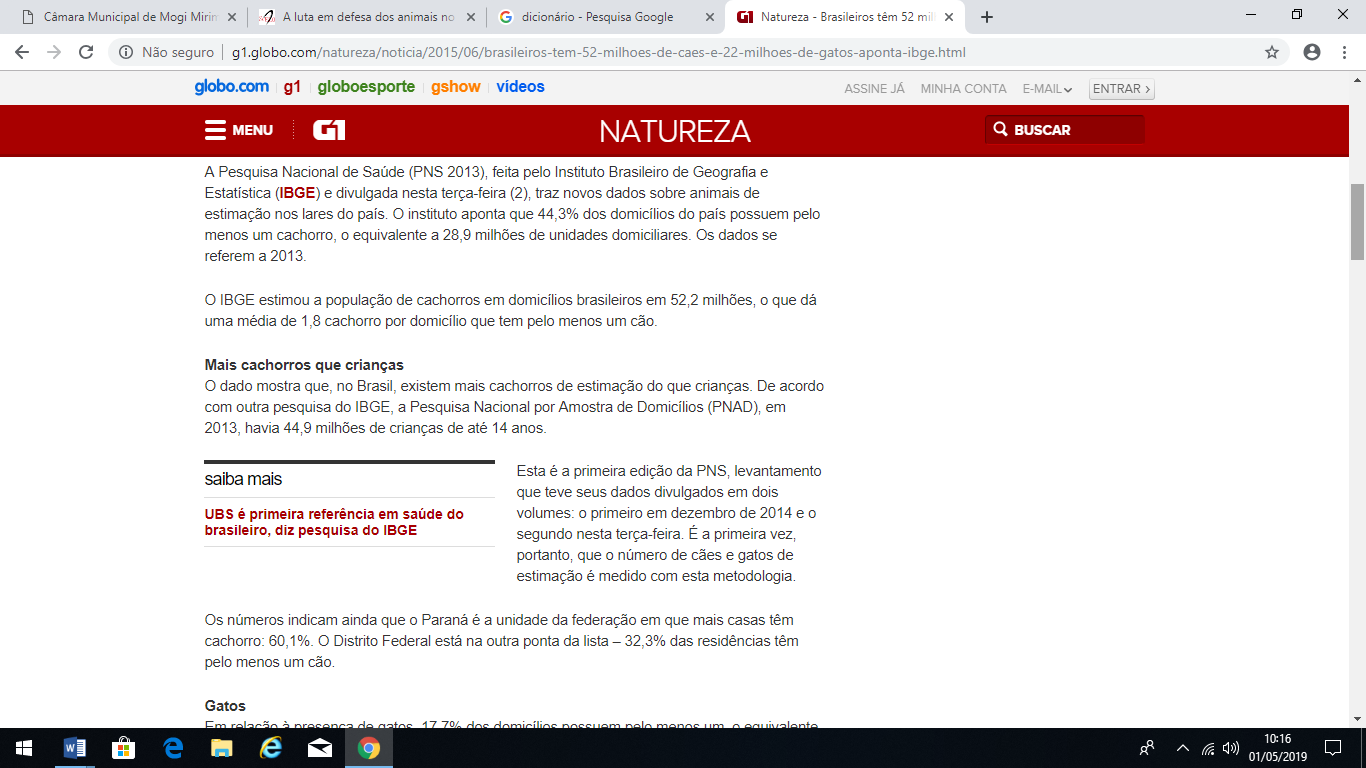 Câmara Municipal de Mogi Mirim
A luta em defesa dos animais no
dicionário - Pesquisa Google
Natureza - Brasileiros têm 52 mil
Não seguro
g1.globo.com/natureza/noticia/2015/06/brasileiros-tem-52-milhoes-de-caes-e-22-milhoes-de-gatos-aponta-ibge.html
globo.com g1 globoesporte gshow vídeos
ASSINE JÁ MINHA CONTA E-MAIL ENTRAR ›
MENU G1 NATUREZA BUSCAR
A Pesquisa Nacional de Saúde (PNS 2013), feita pelo Instituto Brasileiro de Geografia e
Estatística (IBGE) e divulgada nesta terça-feira (2), traz novos dados sobre animais de
estimação nos lares do país. O instituto aponta que 44,3% dos domicílios do país possuem pelo
menos um cachorro, o equivalente a 28,9 milhões de unidades domiciliares. Os dados se
referem a 2013.
O IBGE estimou a população de cachorros em domicílios brasileiros em 52,2 milhões, o que dá
uma média de 1,8 cachorro por domicílio que tem pelo menos um cão.
Mais cachorros que crianças
O dado mostra que, no Brasil, existem mais cachorros de estimação do que crianças. De acordo
com outra pesquisa do IBGE, a Pesquisa Nacional por Amostra de Domicílios (PNAD), em
2013, havia 44,9 milhões de crianças de até 14 anos.
saiba mais
UBS é primeira referência em saúde do
brasileiro, diz pesquisa do IBGE
Esta é a primeira edição da PNS, levantamento
que teve seus dados divulgados em dois
volumes: o primeiro em dezembro de 2014 e o
segundo nesta terça-feira. É a primeira vez,
portanto, que o número de cães e gatos de
estimação é medido com esta metodologia.
Os números indicam ainda que o Paraná é a unidade da federação em que mais casas têm
cachorro: 60,1%. O Distrito Federal está na outra ponta da lista – 32,3% das residências têm
pelo menos um cão.
Gatos
Em relação à presença de gatos, 17,7% dos domicílios possuem pelo menos um, o equivalente
10:16
01/05/2019